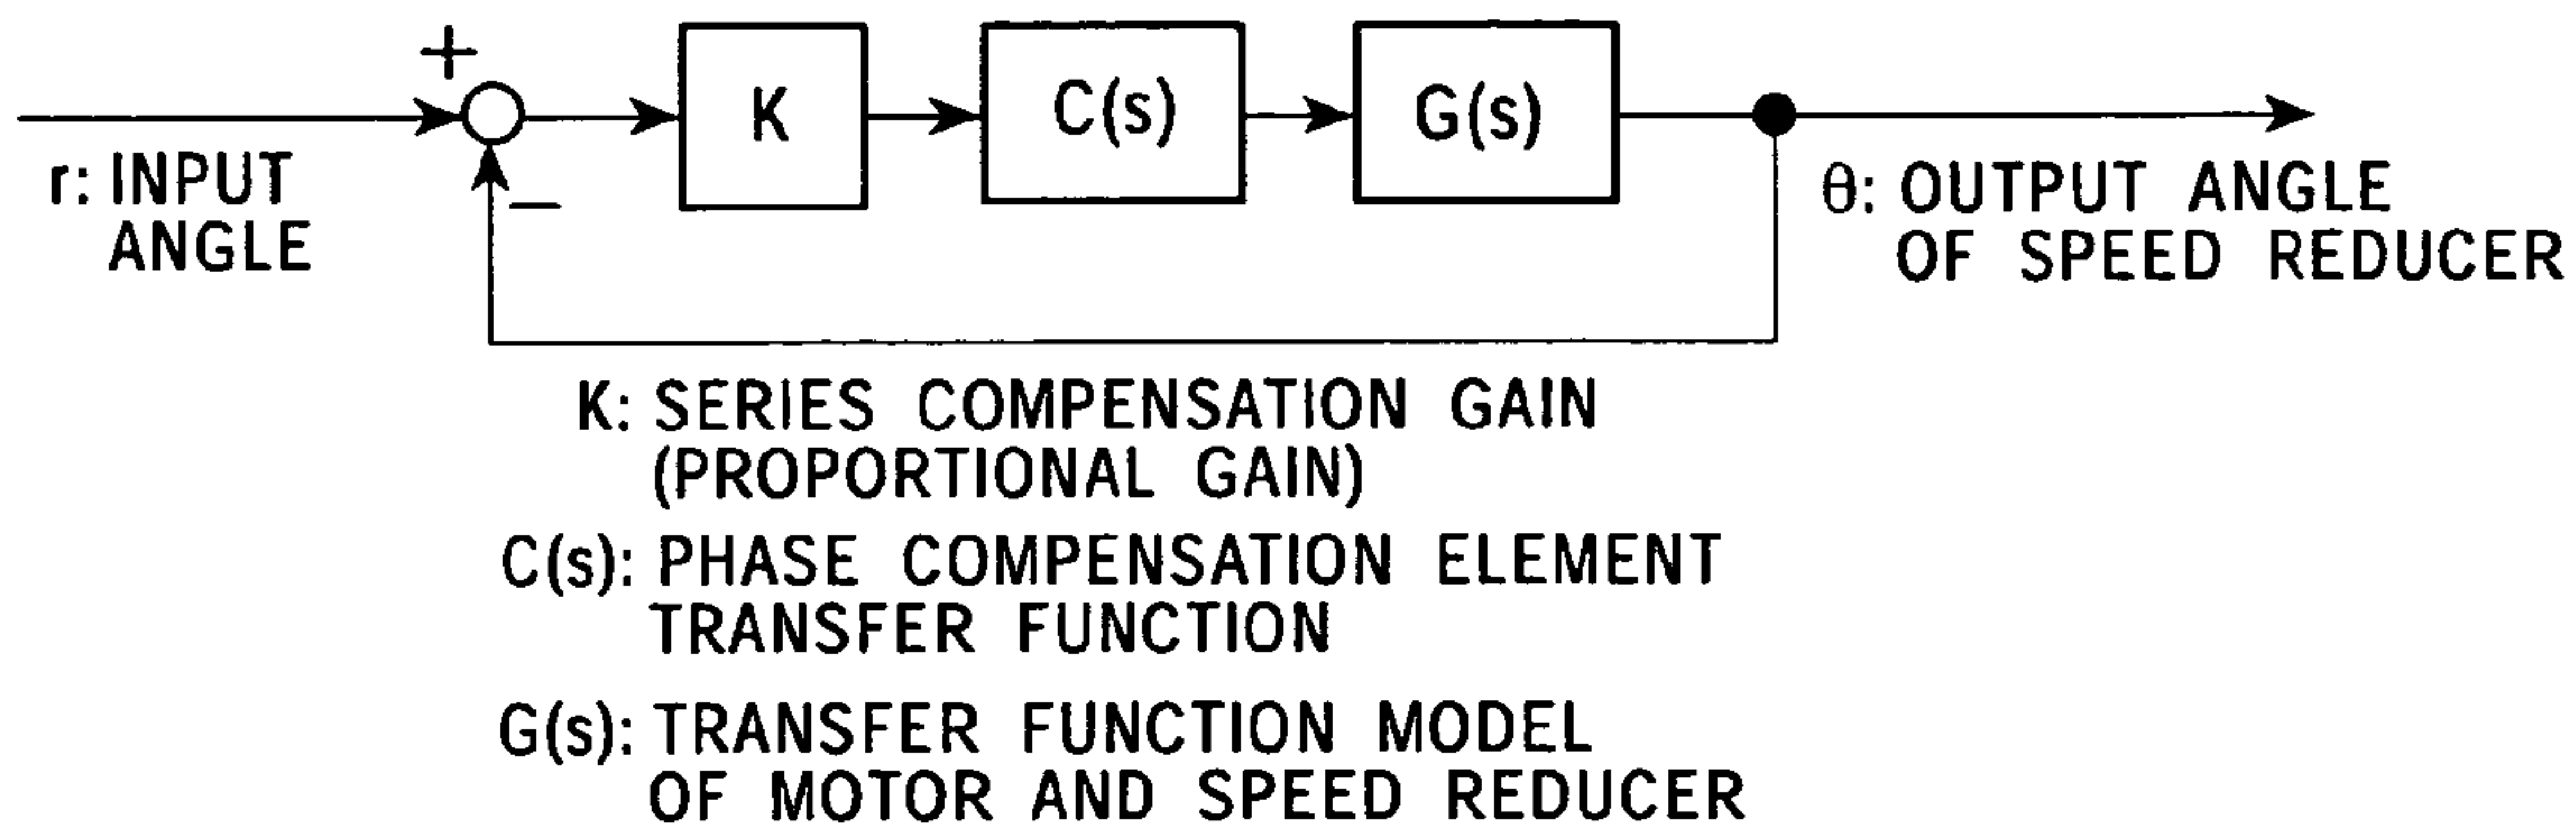 +
K
C(s)
G(s)
−
r: INPUT
ANGLE
θ: OUTPUT ANGLE
OF SPEED REDUCER
K: SERIES COMPENSATION GAIN
(PROPORTIONAL GAIN)
C(s): PHASE COMPENSATION ELEMENT
TRANSFER FUNCTION
G(s): TRANSFER FUNCTION MODEL
OF MOTOR AND SPEED REDUCER